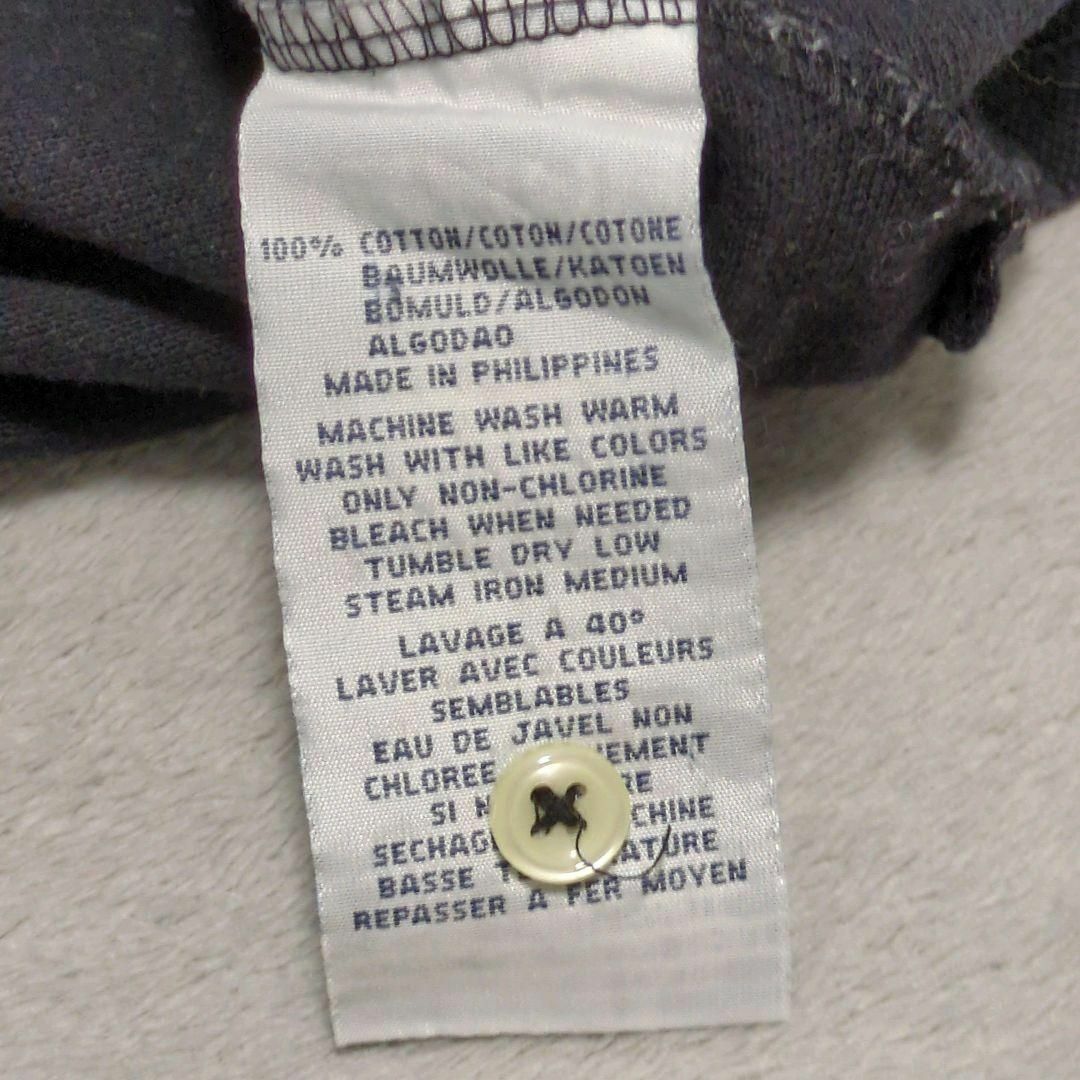 100% COTTON/COTON/COTONE
BAUMWOLLE/KATOEN
BOMULD/ALGODON
ALGODAO
MADE IN PHILIPPINES
MACHINE WASH WARM
WASH WITH LIKE COLORS
ONLY NON-CHLORINE
BLEACH WHEN NEEDED
TUMBLE DRY LOW
STEAM IRON MEDIUM
LAVAGE A 40°
LAVER AVEC COULEURS
SEMBLABLES
EAU DE JAVEL NON
CHLOREE
SI
BASSE
REPASSER A FER MOYEN